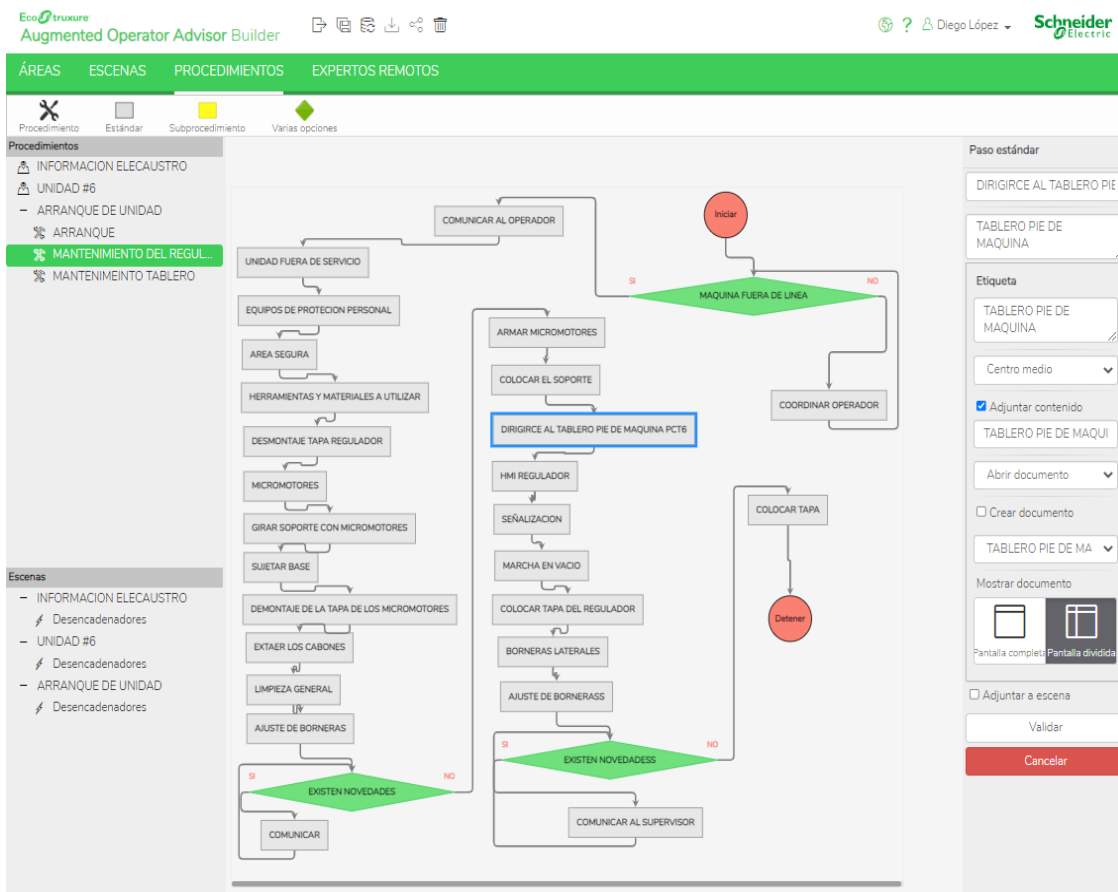 EcoStruxure
Augmented Operator Advisor Builder
? Diego López
Schneider
Electric
ÁREAS ESCENAS PROCEDIMIENTOS EXPERTOS REMOTOS
Procedimiento Estándar Subprocedimiento Varias opciones
Procedimientos
INFORMACION ELECAUSTRO
UNIDAD #6
− ARRANQUE DE UNIDAD
ARRANQUE
MANTENIMIENTO DEL REGUL...
MANTENIMEINTO TABLERO
Escenas
− INFORMACION ELECAUSTRO
Desencadenadores
− UNIDAD #6
Desencadenadores
− ARRANQUE DE UNIDAD
Desencadenadores
Iniciar
MAQUINA FUERA DE LINEA
SI
NO
COORDINAR OPERADOR
COMUNICAR AL OPERADOR
UNIDAD FUERA DE SERVICIO
EQUIPOS DE PROTECION PERSONAL
AREA SEGURA
HERRAMIENTAS Y MATERIALES A UTILIZAR
DESMONTAJE TAPA REGULADOR
MICROMOTORES
GIRAR SOPORTE CON MICROMOTORES
SUJETAR BASE
DEMONTAJE DE LA TAPA DE LOS MICROMOTORES
EXTAER LOS CABONES
LIMPIEZA GENERAL
AJUSTE DE BORNERAS
SI
NO
EXISTEN NOVEDADES
COMUNICAR
ARMAR MICROMOTORES
COLOCAR EL SOPORTE
DIRIGIRCE AL TABLERO PIE DE MAQUINA PCT6
HMI REGULADOR
SEÑALIZACION
MARCHA EN VACIO
COLOCAR TAPA DEL REGULADOR
BORNERAS LATERALES
AJUSTE DE BORNERASS
SI
NO
EXISTEN NOVEDADESS
COMUNICAR AL SUPERVISOR
COLOCAR TAPA
Detener
Paso estándar
DIRIGIRCE AL TABLERO PIE
TABLERO PIE DE
MAQUINA
Etiqueta
TABLERO PIE DE
MAQUINA
Centro medio
Adjuntar contenido
TABLERO PIE DE MAQUI
Abrir documento
Crear documento
TABLERO PIE DE MA
Mostrar documento
Pantalla completa Pantalla dividida
Adjuntar a escena
Validar
Cancelar